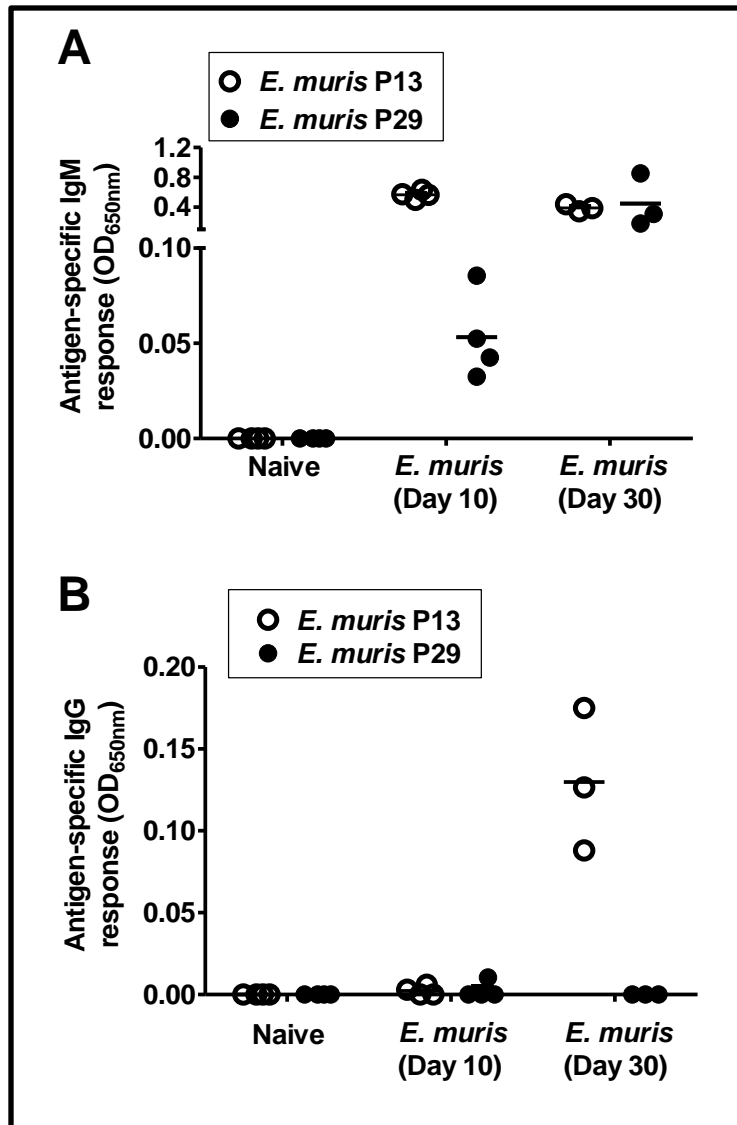 A
E. muris P13
E. muris P29
Antigen-specific IgM
response (OD650nm)
1.2
0.8
0.4
0.10
0.05
0.00
Naive
E. muris
(Day 10)
E. muris
(Day 30)
B
E. muris P13
E. muris P29
Antigen-specific IgG
response (OD650nm)
0.20
0.15
0.10
0.05
0.00
Naive
E. muris
(Day 10)
E. muris
(Day 30)